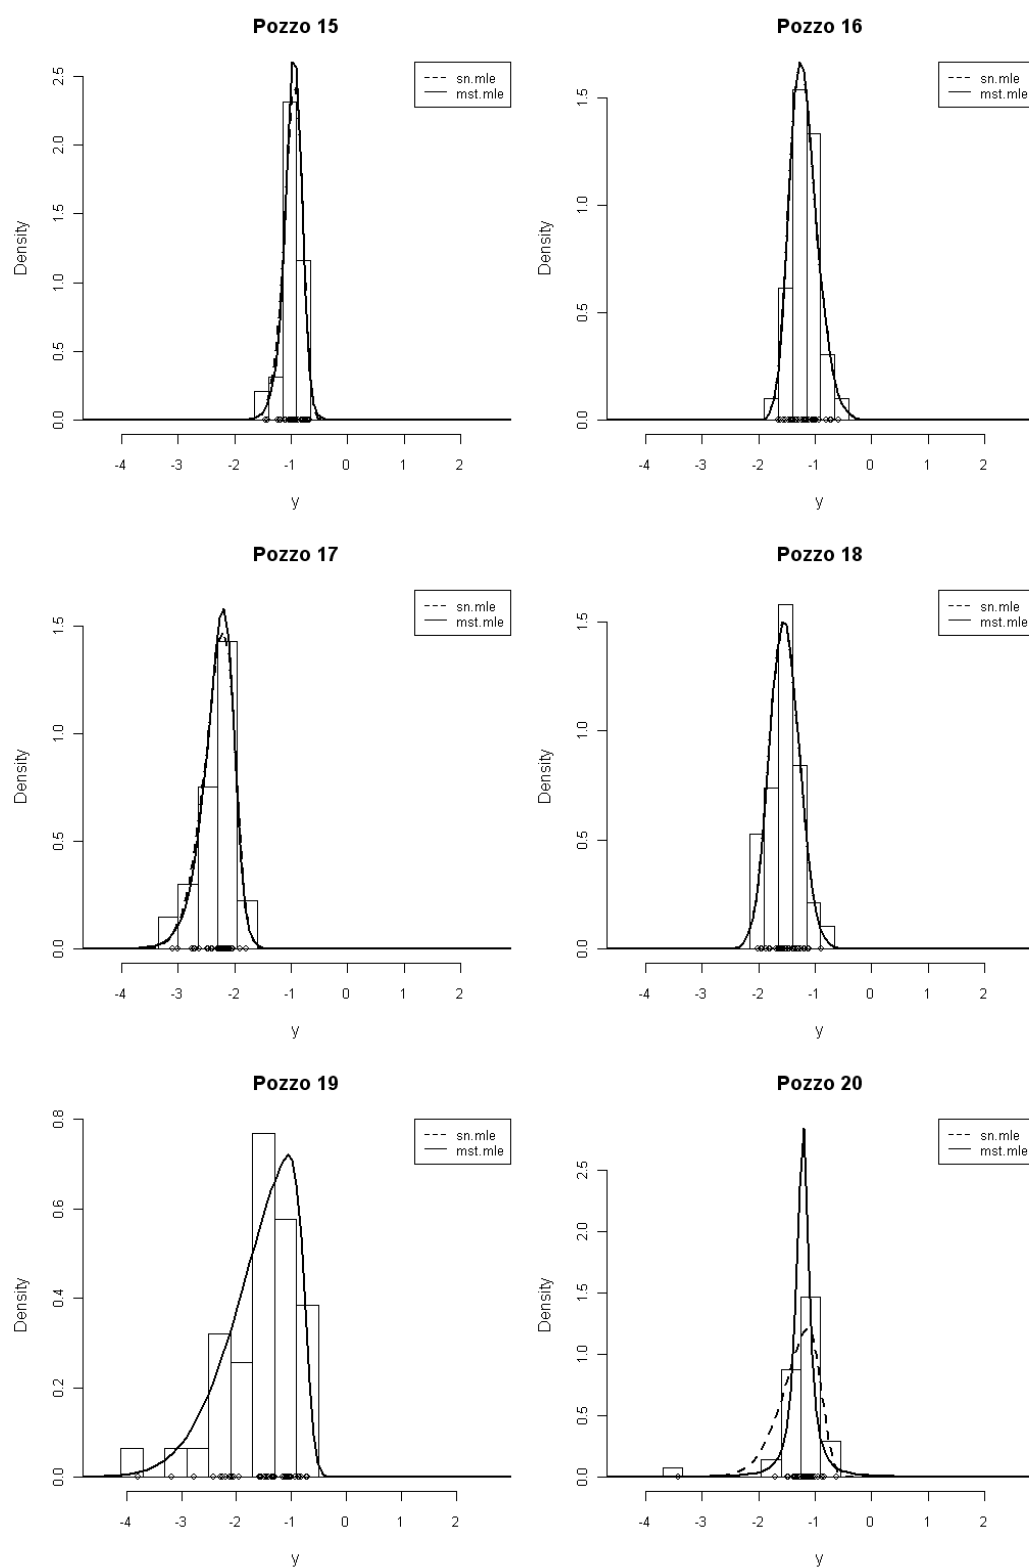 Pozzo 15
sn.mle
mst.mle
Density
0.0 0.5 1.0 1.5 2.0 2.5
-4 -3 -2 -1 0 1 2
y
Pozzo 16
sn.mle
mst.mle
Density
0.0 0.5 1.0 1.5
-4 -3 -2 -1 0 1 2
y
Pozzo 17
sn.mle
mst.mle
Density
0.0 0.5 1.0 1.5
-4 -3 -2 -1 0 1 2
y
Pozzo 18
sn.mle
mst.mle
Density
0.0 0.5 1.0 1.5
-4 -3 -2 -1 0 1 2
y
Pozzo 19
sn.mle
mst.mle
Density
0.0 0.2 0.4 0.6 0.8
-4 -3 -2 -1 0 1 2
y
Pozzo 20
sn.mle
mst.mle
Density
0.0 0.5 1.0 1.5 2.0 2.5
-4 -3 -2 -1 0 1 2
y